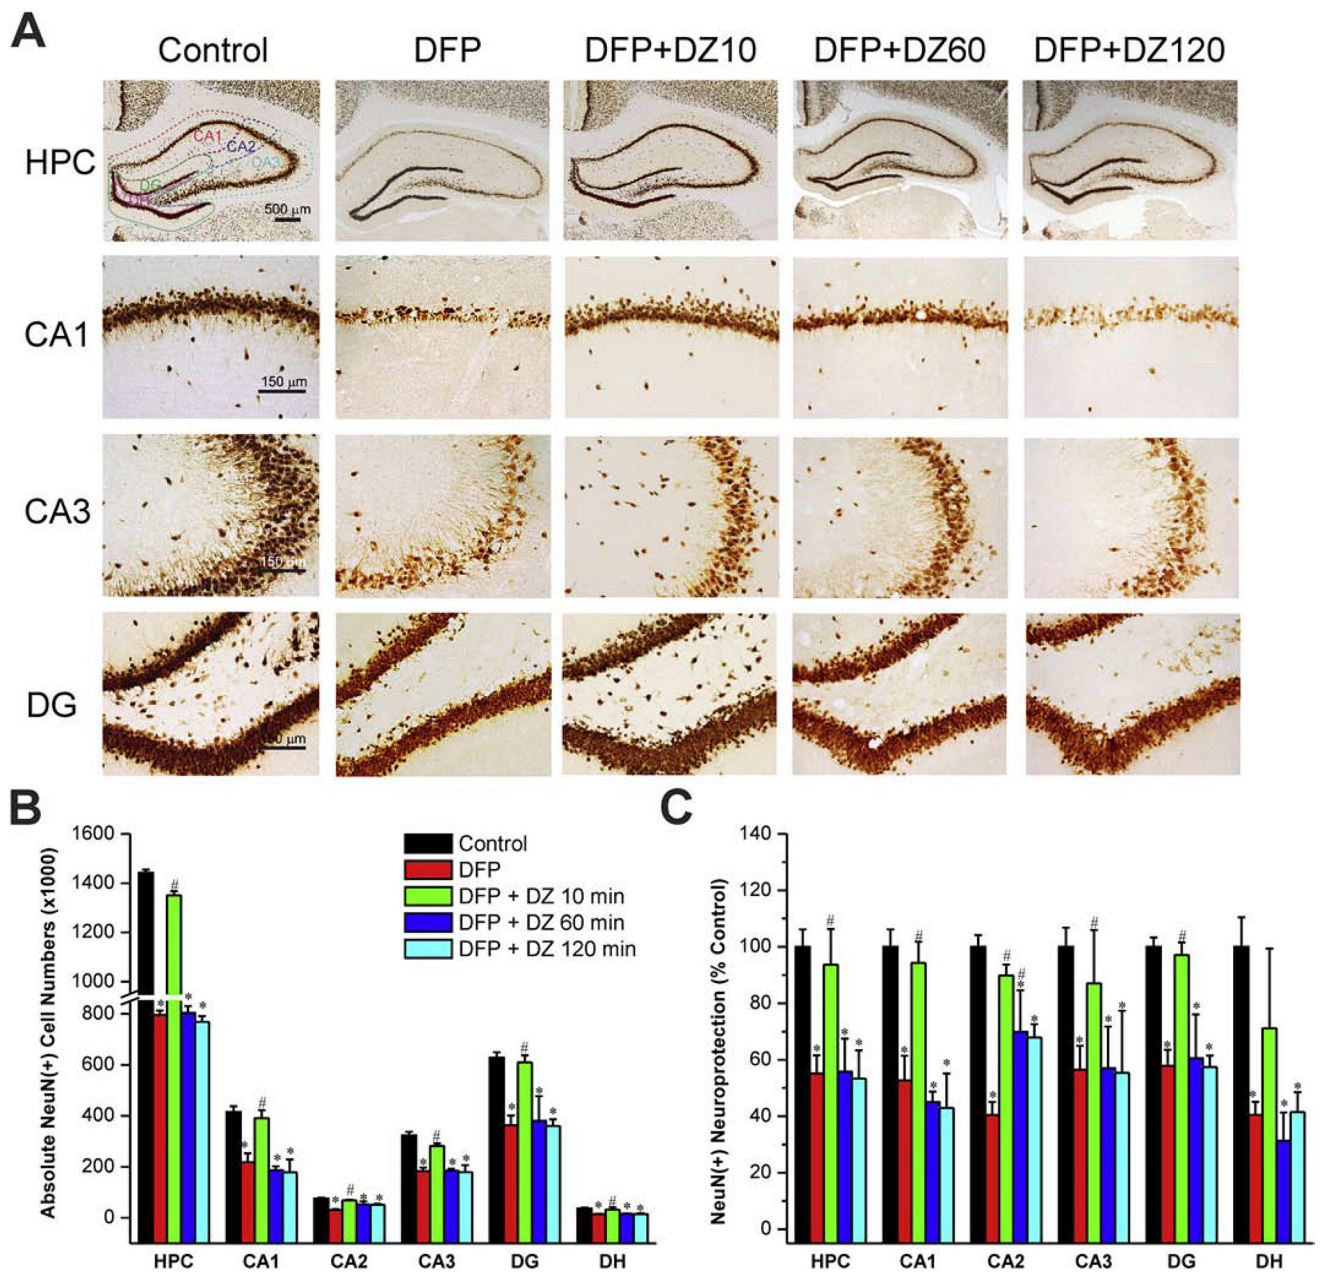 A
Control DFP DFP+DZ10 DFP+DZ60 DFP+DZ120
HPC
CA1
CA2
CA3
DG
500 μm
CA1
150 μm
CA3
150 μm
DG
μm
B
Absolute NeuN(+) Cell Numbers (x1000)
1600
1400
1200
1000
800
600
400
200
0
Control
DFP
DFP + DZ 10 min
DFP + DZ 60 min
DFP + DZ 120 min
# * * *
# * * *
# * * *
# * * *
# * * *
# * * *
HPC CA1 CA2 CA3 DG DH
C
NeuN(+) Neuroprotection (% Control)
140
120
100
80
60
40
20
0
# * * *
# * * *
# # * * *
# * * *
# * * *
* * *
HPC CA1 CA2 CA3 DG DH